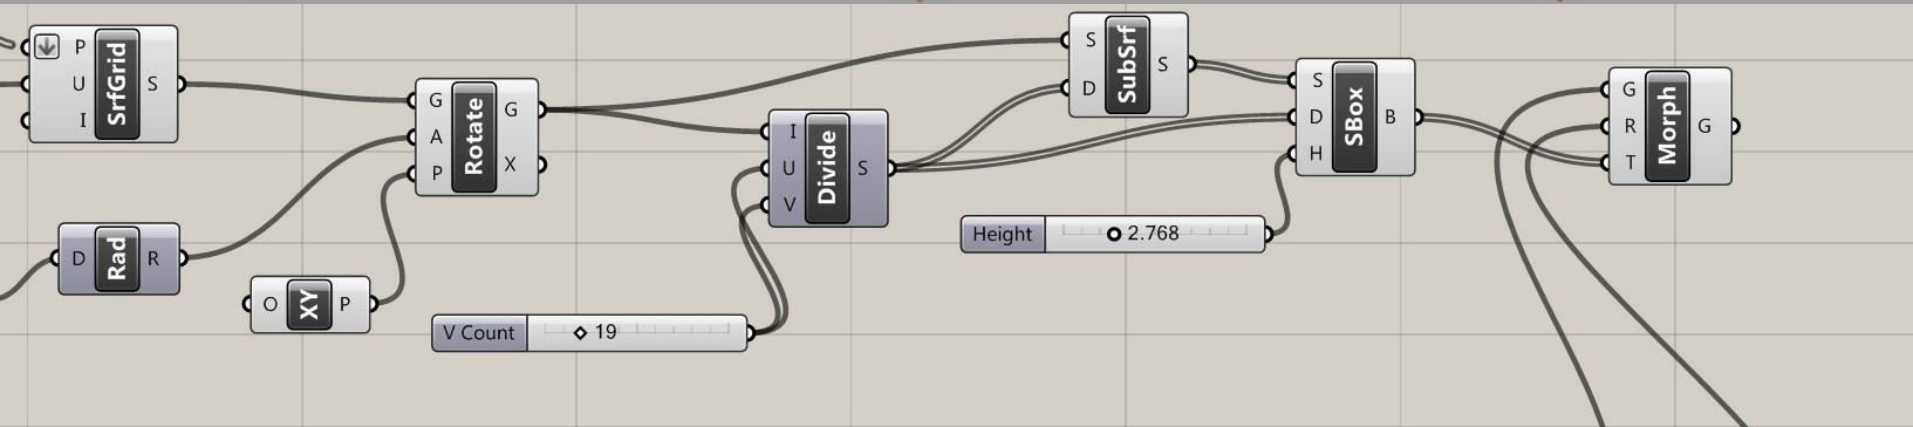 P
U
I
SrfGrid
S
D
Rad
R
O
XY
P
G
A
P
Rotate
G
X
V Count
19
I
U
V
Divide
S
Height
2.768
S
D
SubSrf
S
S
D
H
SBox
B
G
R
T
Morph
G